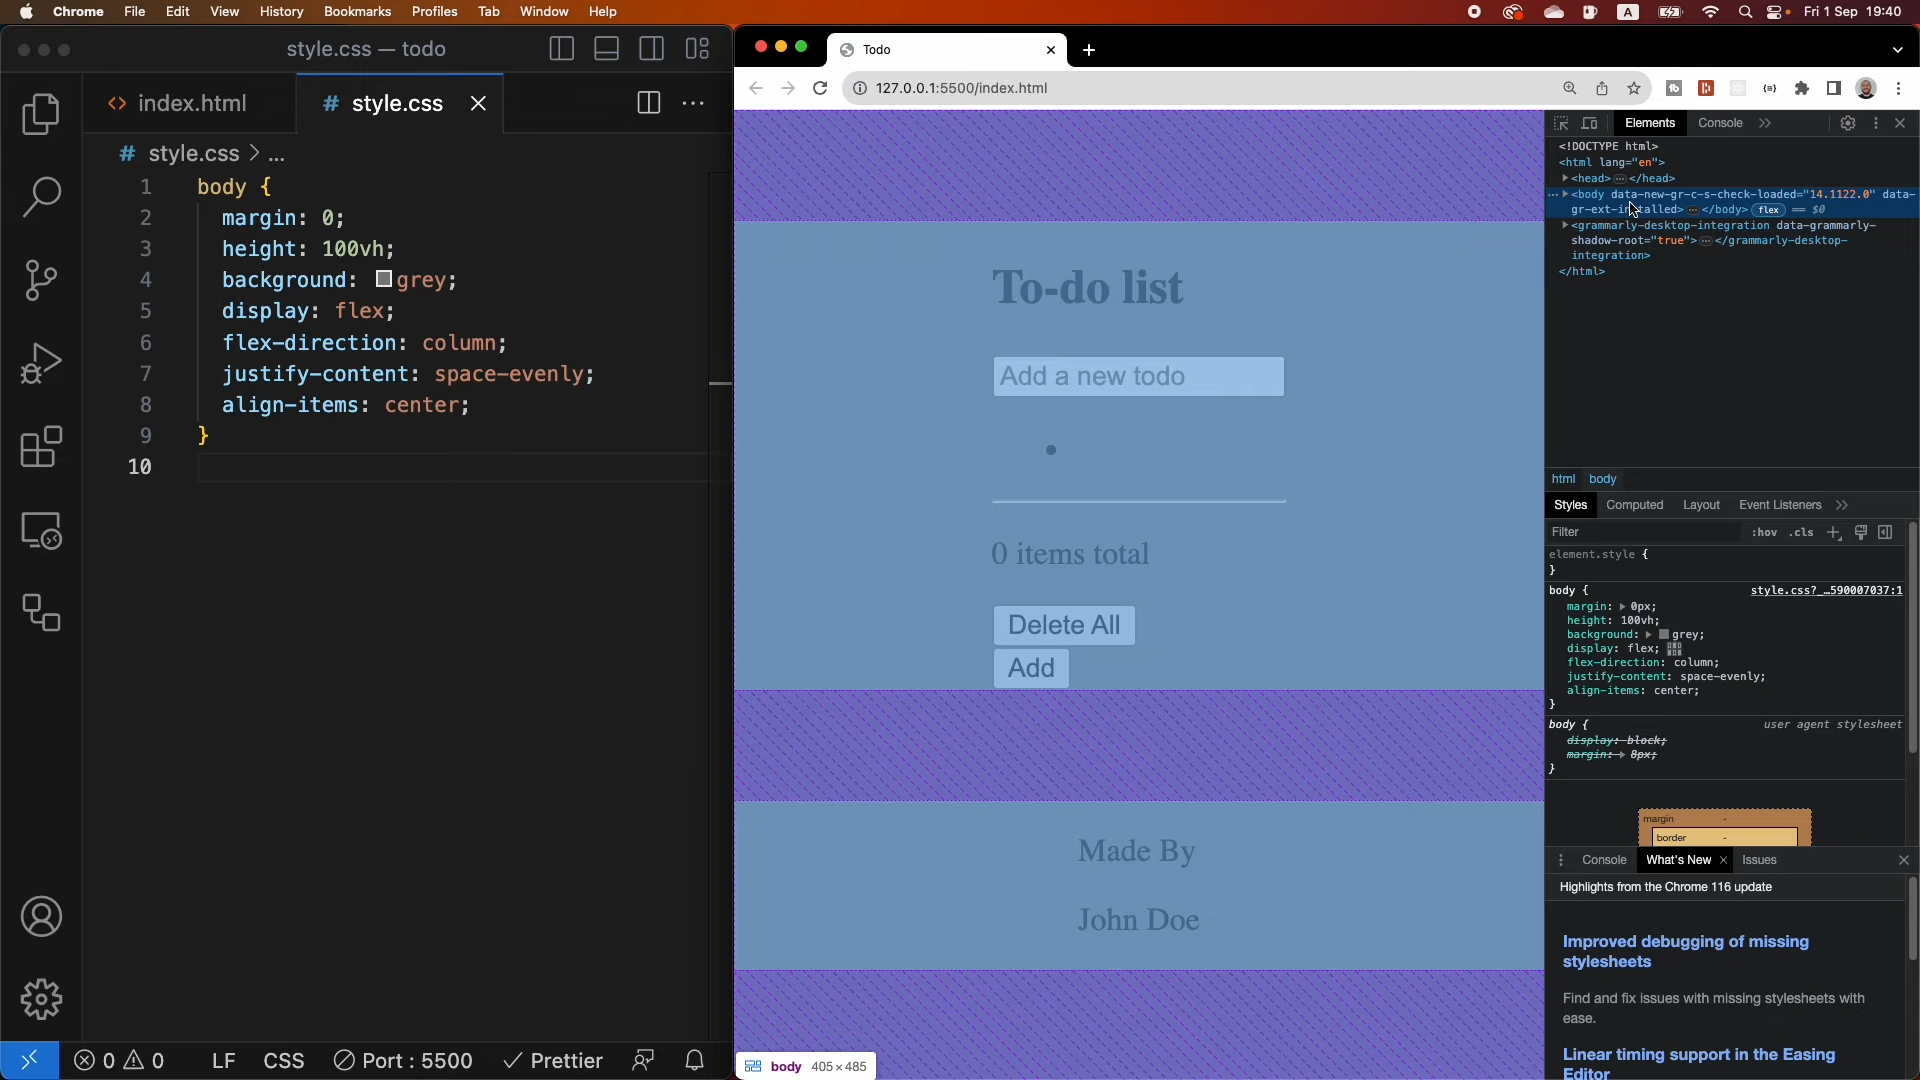 Chrome File Edit View History Bookmarks Profiles Tab Window Help
A
Fri 1 Sep 19:40
style.css — todo
index.html
# style.css
# style.css > ...
1 body {
2 margin: 0;
3 height: 100vh;
4 background: grey;
5 display: flex;
6 flex-direction: column;
7 justify-content: space-evenly;
8 align-items: center;
9 }
10
0 0 LF CSS Port : 5500 Prettier
Todo
127.0.0.1:5500/index.html
To-do list
Add a new todo
0 items total
Delete All
Add
Made By
John Doe
body 405×485
Elements Console
<!DOCTYPE html>
<html lang="en">
<head> … </head>
<body data-new-gr-c-s-check-loaded="14.1122.0" data-
gr-ext-installed> … </body> flex == $0
<grammarly-desktop-integration data-grammarly-
shadow-root="true"> … </grammarly-desktop-
integration>
</html>
html body
Styles Computed Layout Event Listeners
Filter :hov .cls
element.style {
}
body { style.css?_…590007037:1
margin: 0px;
height: 100vh;
background: grey;
display: flex;
flex-direction: column;
justify-content: space-evenly;
align-items: center;
}
body { user agent stylesheet
display: block;
margin: 8px;
}
margin -
border -
Console What's New Issues
Highlights from the Chrome 116 update
Improved debugging of missing
stylesheets
Find and fix issues with missing stylesheets with
ease.
Linear timing support in the Easing
Editor